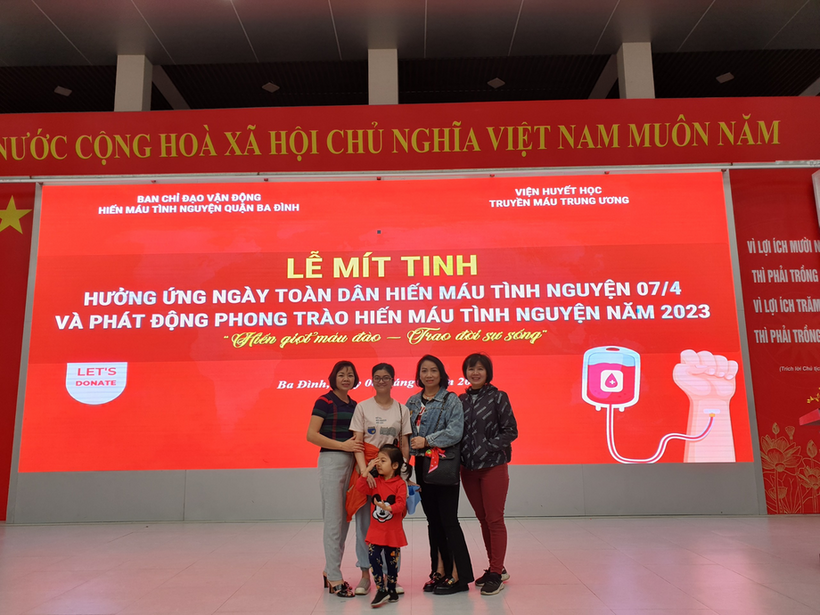 NƯỚC CỘNG HOÀ XÃ HỘI CHỦ NGHĨA VIỆT NAM MUÔN NĂM
BAN CHỈ ĐẠO VẬN ĐỘNG
HIẾN MÁU TÌNH NGUYỆN QUẬN BA ĐÌNH
VIỆN HUYẾT HỌC
TRUYỀN MÁU TRUNG ƯƠNG
LỄ MÍT TINH
HƯỞNG ỨNG NGÀY TOÀN DÂN HIẾN MÁU TÌNH NGUYỆN 07/4
VÀ PHÁT ĐỘNG PHONG TRÀO HIẾN MÁU TÌNH NGUYỆN NĂM 2023
"Hiến giọt máu đào – Trao đời sự sống"
LET'S
DONATE
Ba Đình,
VÌ LỢI ÍCH MƯỜI
THÌ PHẢI TRỒNG
VÌ LỢI ÍCH TRĂM
THÌ PHẢI TRỒNG
(Trích lời Chủ